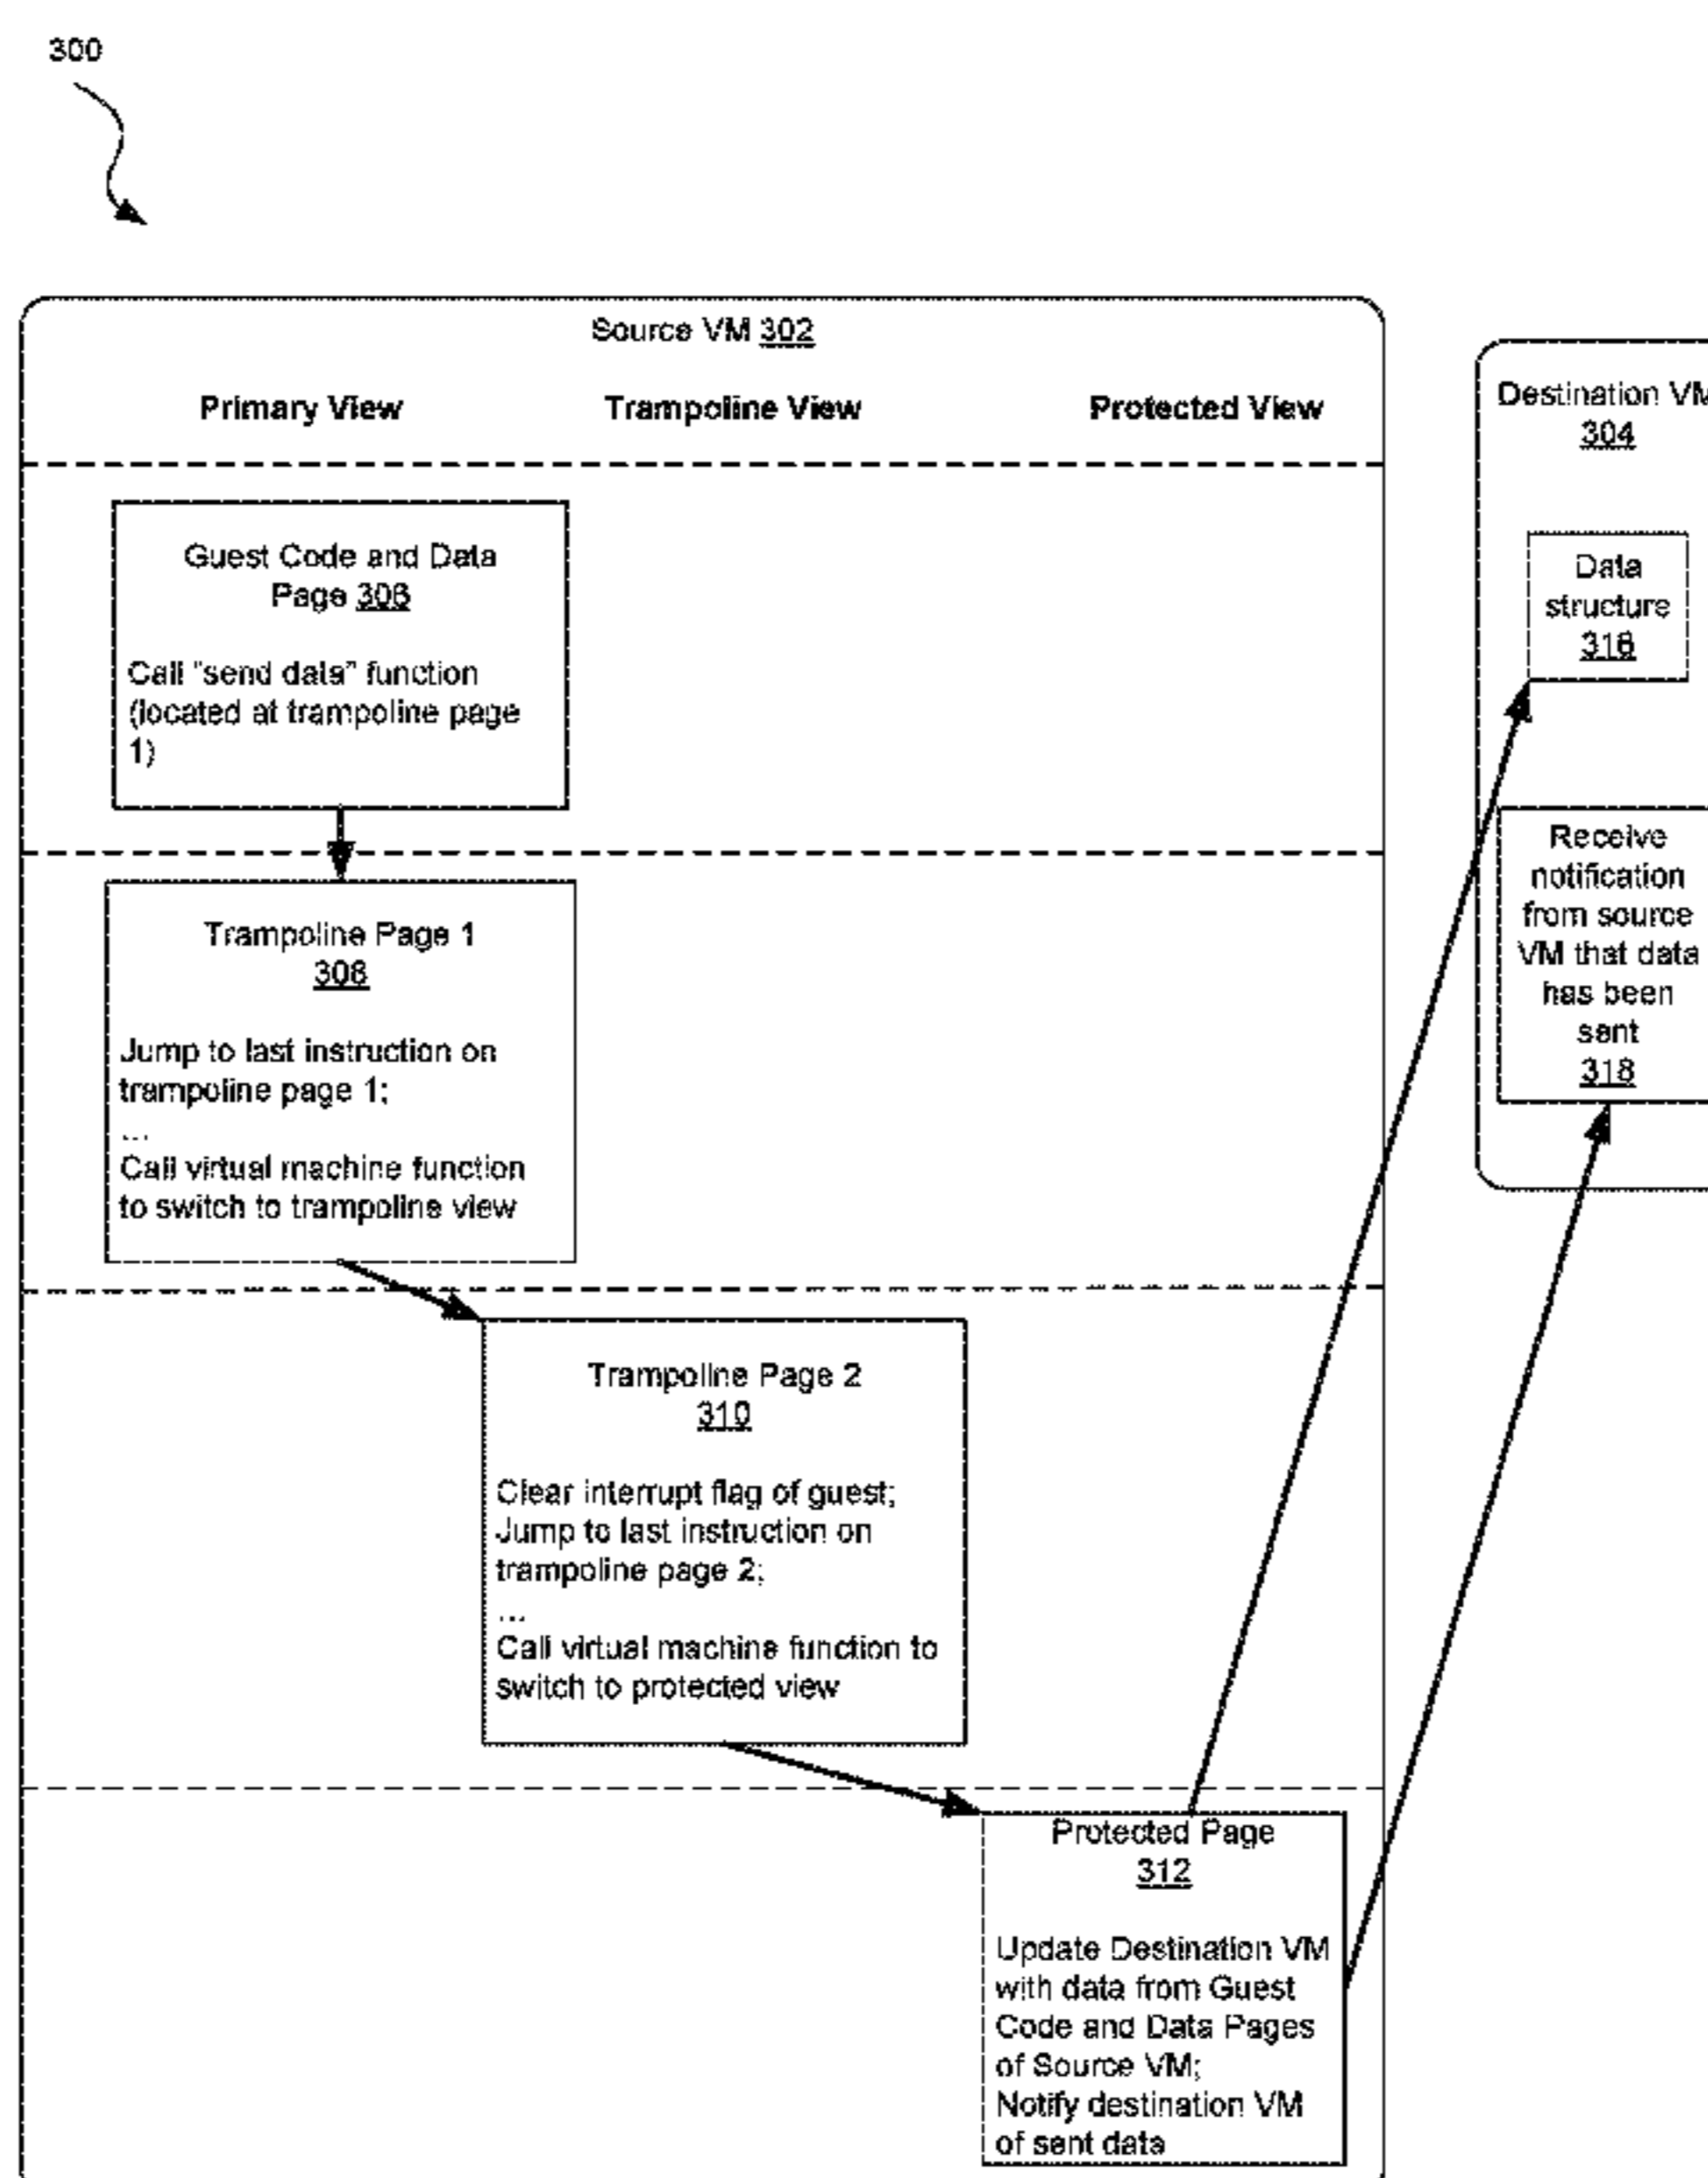 300
Source VM 302
Primary View Trampoline View Protected View
Guest Code and Data
Page 306
Call "send data" function
(located at trampoline page
1)
Trampoline Page 1
308
Jump to last instruction on
trampoline page 1;
...
Call virtual machine function
to switch to trampoline view
Trampoline Page 2
310
Clear interrupt flag of guest;
Jump to last instruction on
trampoline page 2;
...
Call virtual machine function to
switch to protected view
Protected Page
312
Update Destination VM
with data from Guest
Code and Data Pages
of Source VM;
Notify destination VM
of sent data
Destination VM
304
Data
structure
316
Receive
notification
from source
VM that data
has been
sent
318